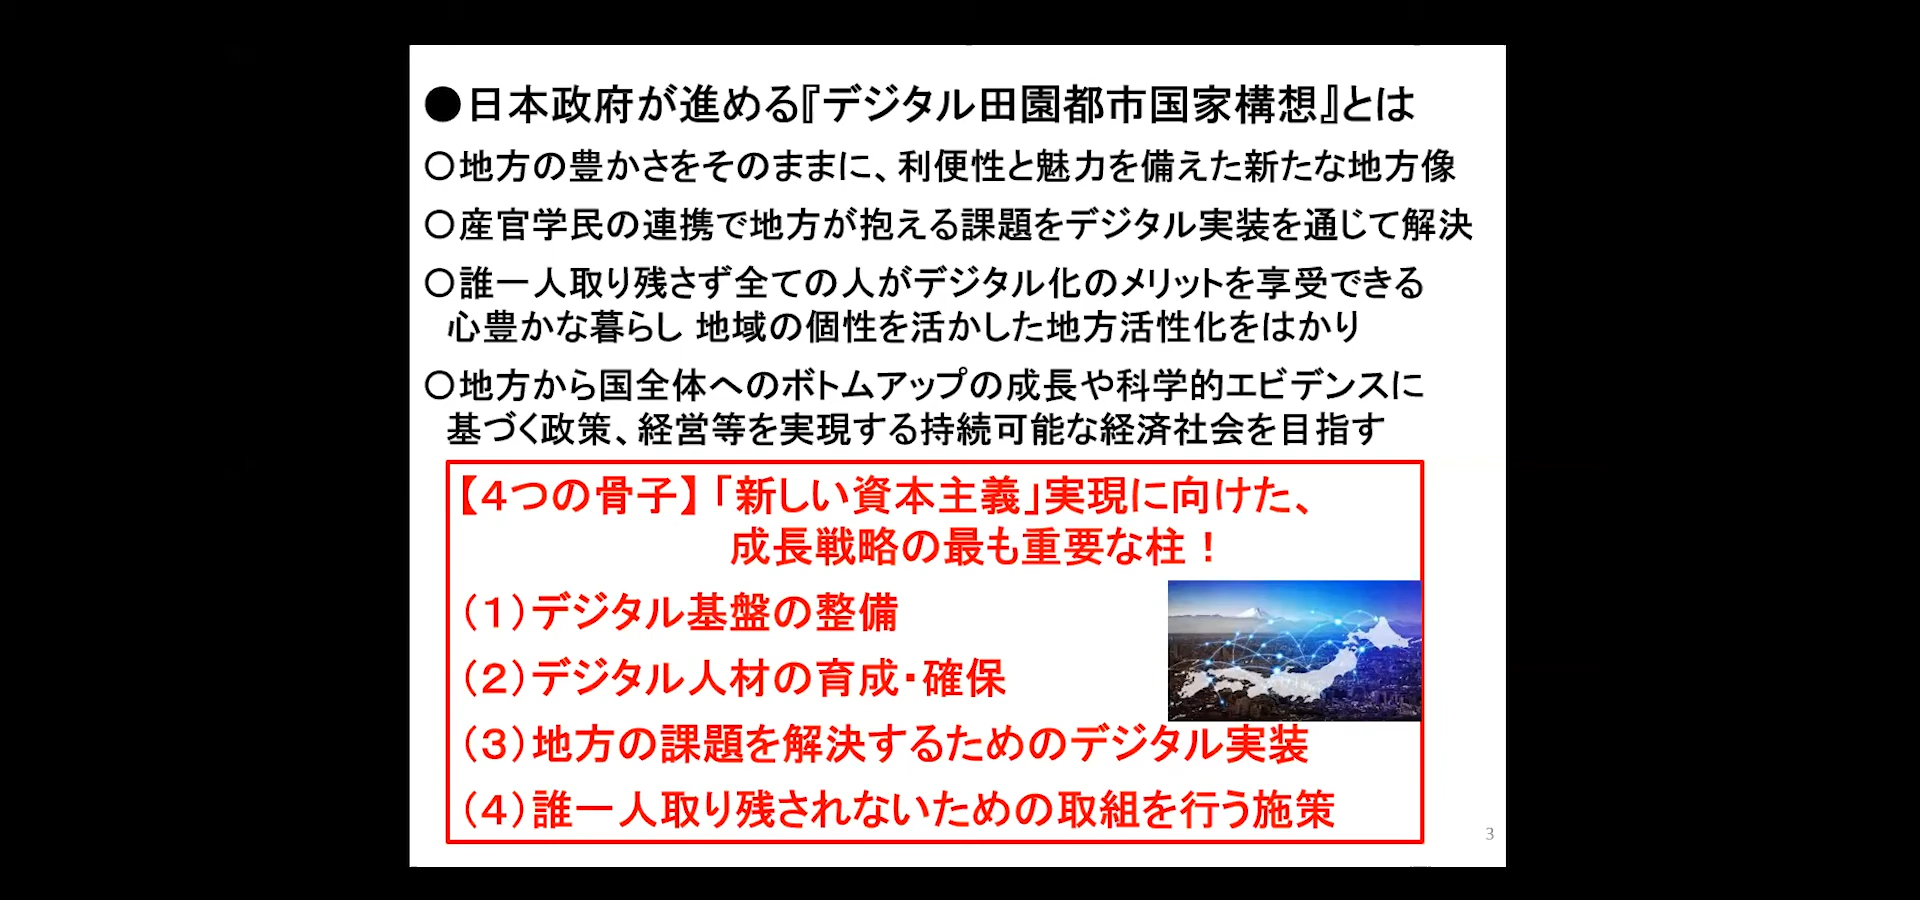 ●日本政府が進める『デジタル田園都市国家構想』とは
○地方の豊かさをそのままに、利便性と魅力を備えた新たな地方像
○産官学民の連携で地方が抱える課題をデジタル実装を通じて解決
○誰一人取り残さず全ての人がデジタル化のメリットを享受できる
心豊かな暮らし 地域の個性を活かした地方活性化をはかり
○地方から国全体へのボトムアップの成長や科学的エビデンスに
基づく政策、経営等を実現する持続可能な経済社会を目指す
【４つの骨子】「新しい資本主義」実現に向けた、
成長戦略の最も重要な柱！
（１）デジタル基盤の整備
（２）デジタル人材の育成・確保
（３）地方の課題を解決するためのデジタル実装
（４）誰一人取り残されないための取組を行う施策
3